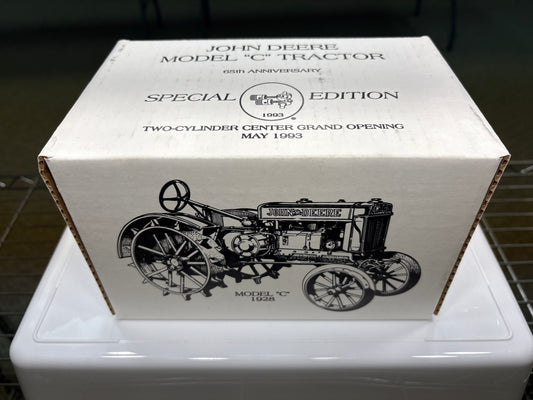 JOHN DEERE
MODEL "C" TRACTOR
65th ANNIVERSARY
SPECIAL EDITION
1993
®
TWO-CYLINDER CENTER GRAND OPENING
MAY 1993
JOHN DEERE
MODEL "C"
1928